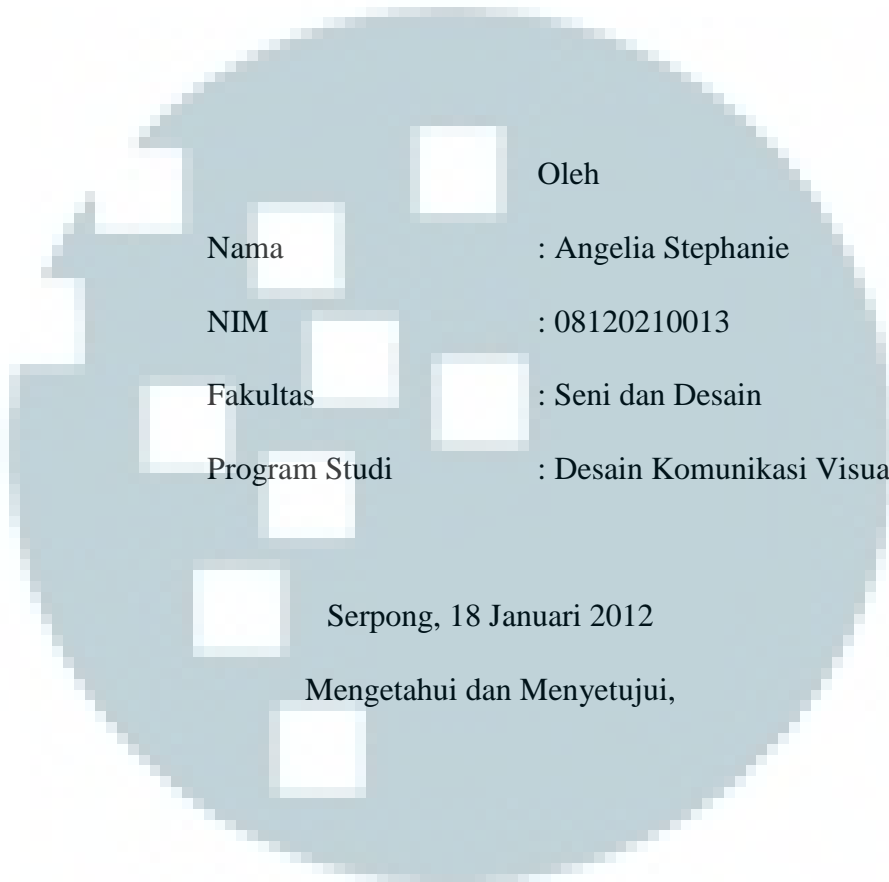 Oleh
Nama : Angelia Stephanie
NIM : 08120210013
Fakultas : Seni dan Desain
Program Studi : Desain Komunikasi Visua
Serpong, 18 Januari 2012
Mengetahui dan Menyetujui,